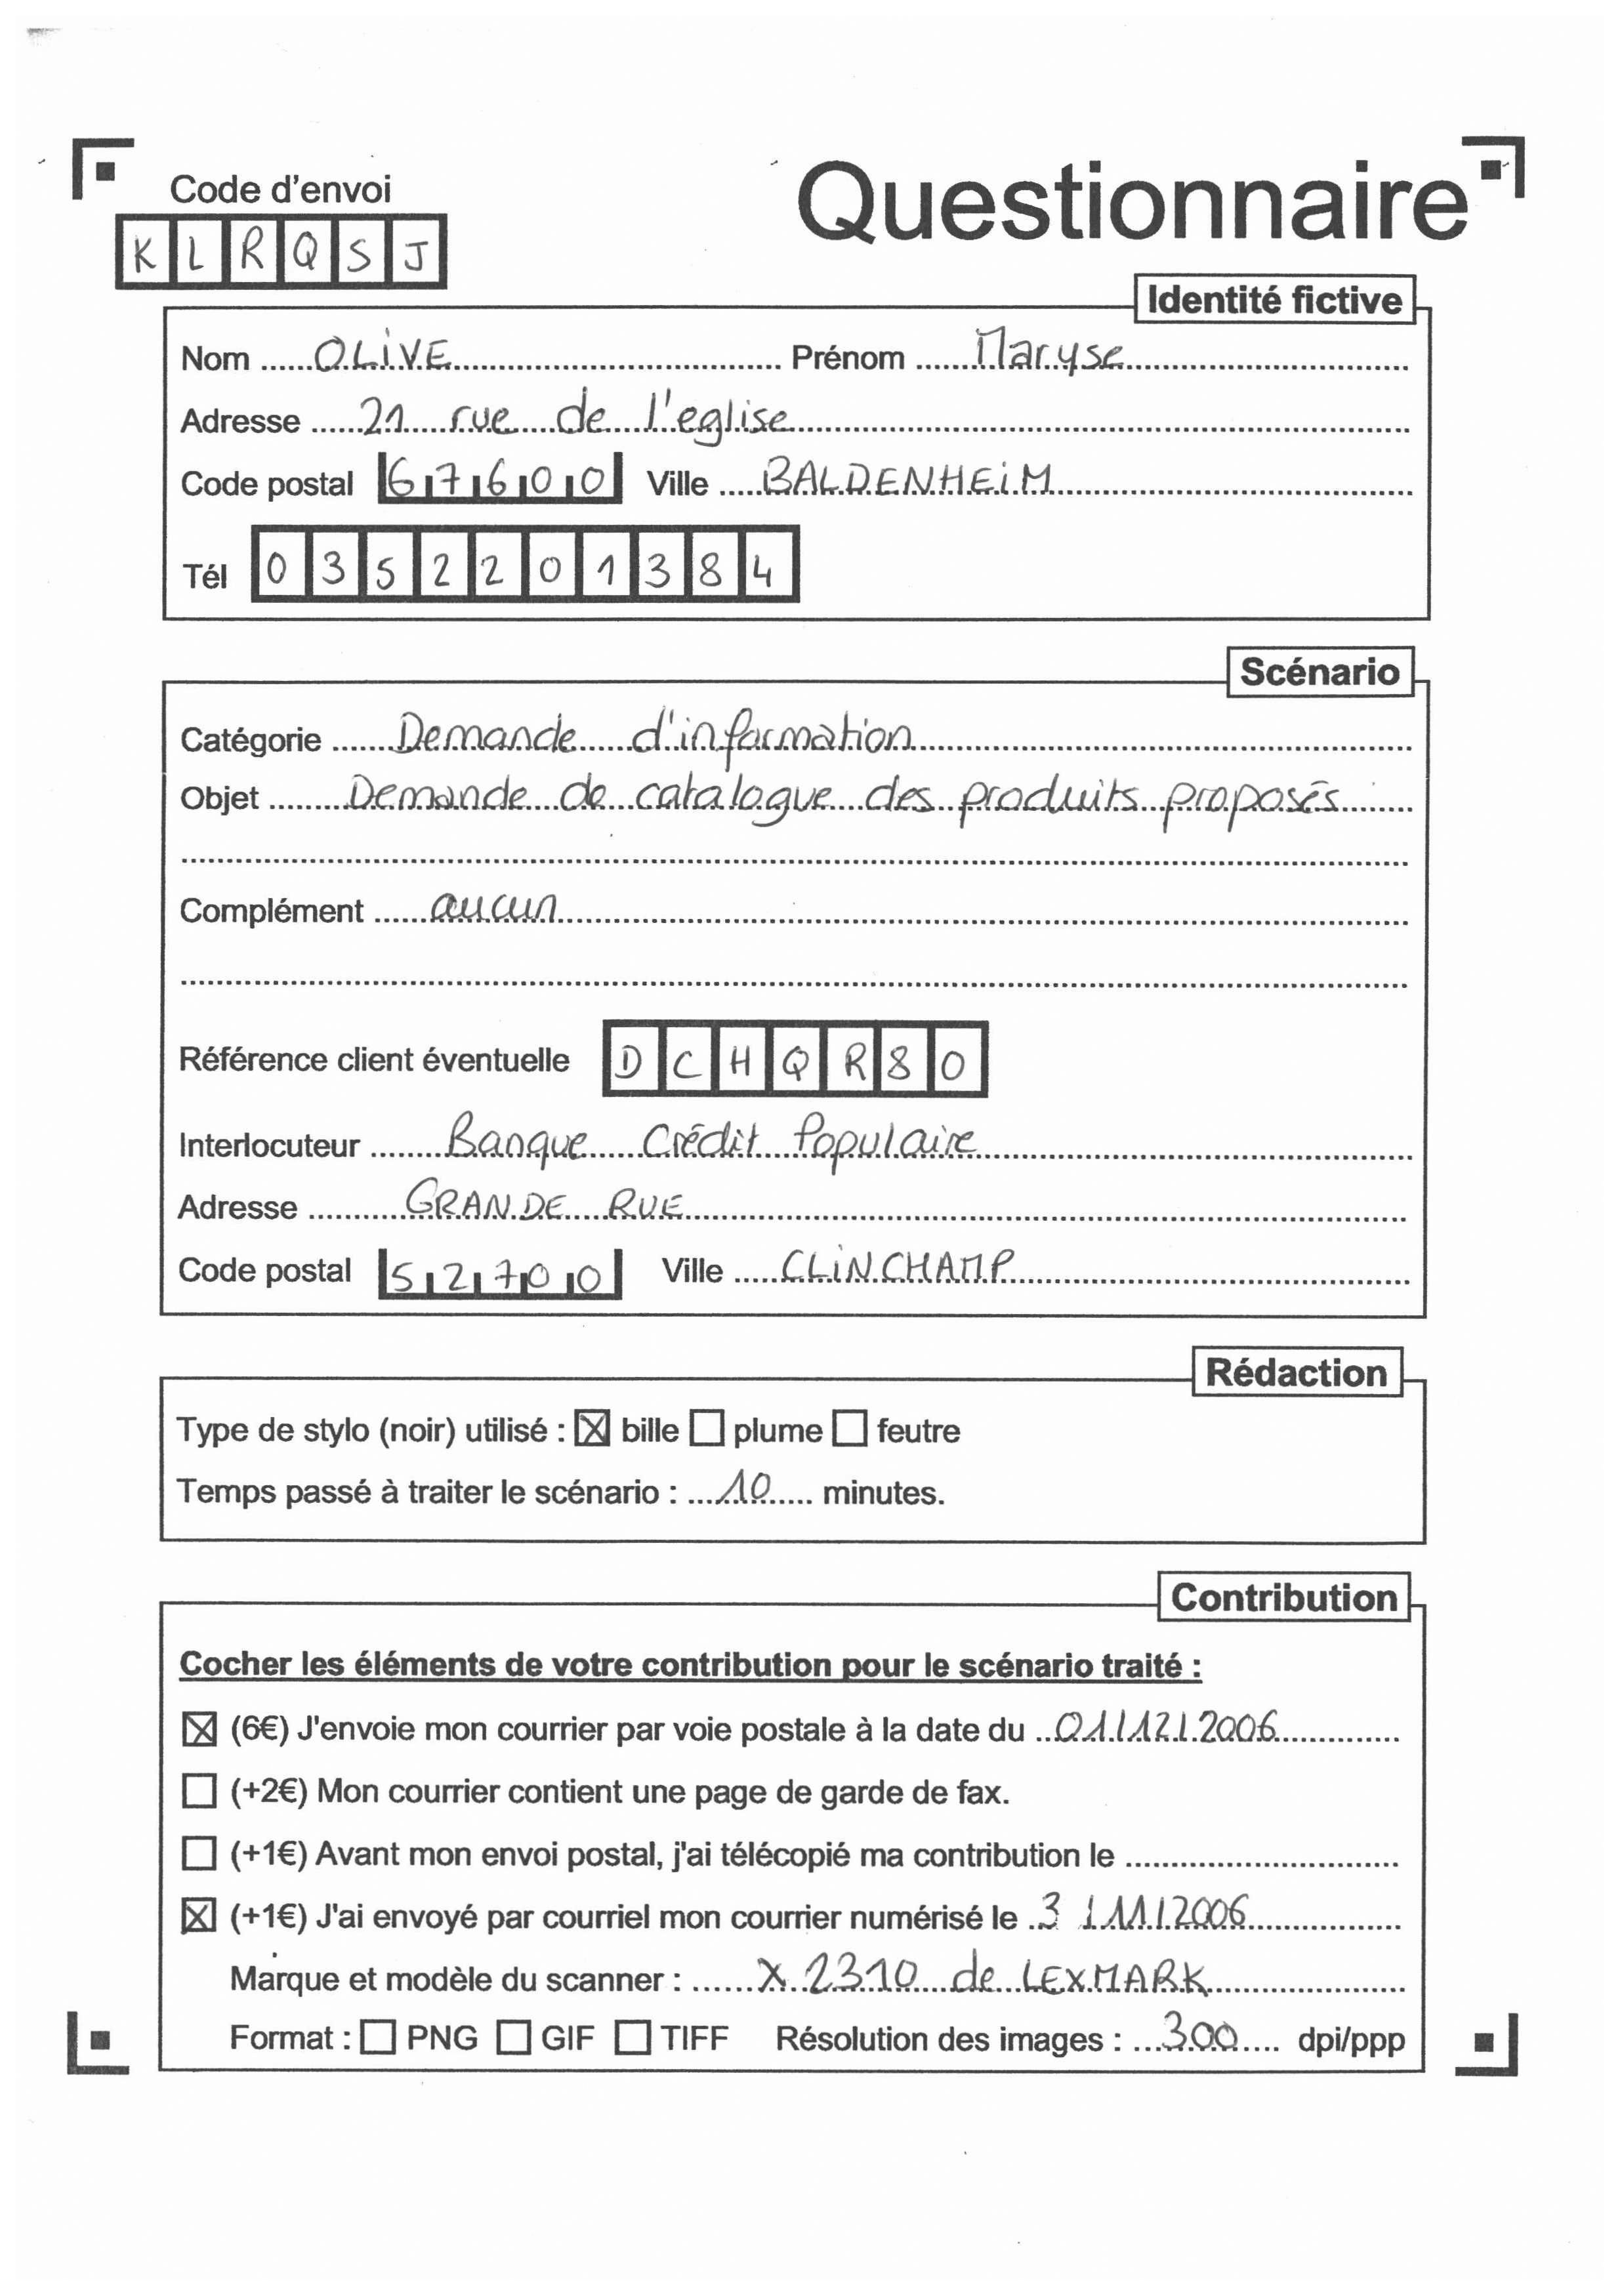 Code d'envoi
Questionnaire
KLRQSJ
Identité fictive
Nom ...... OLIVE ...... Prénom ...... Maryse
Adresse ...... 21 rue de l'eglise
Code postal 67600 Ville ..... BALDENHEIM
Tél 0352201384
Scénario
Catégorie ...... Demande d'information
Objet ...... Demande de catalogue des produits proposés
Complément ...... aucun
Référence client éventuelle DCHQR80
Interlocuteur ...... Banque Crédit Populaire
Adresse ...... GRANDE RUE
Code postal 52700 Ville ..... CLINCHAMP
Rédaction
Type de stylo (noir) utilisé : ☒ bille ☐ plume ☐ feutre
Temps passé à traiter le scénario : ... 10 ... minutes.
Contribution
Cocher les éléments de votre contribution pour le scénario traité :
☒ (6€) J'envoie mon courrier par voie postale à la date du .. 01/12/2006
☐ (+2€) Mon courrier contient une page de garde de fax.
☐ (+1€) Avant mon envoi postal, j'ai télécopié ma contribution le ......
☒ (+1€) J'ai envoyé par courriel mon courrier numérisé le . 3 /11/2006
Marque et modèle du scanner : ...... X 2310 de LEXMARK
Format : ☐ PNG ☐ GIF ☐ TIFF Résolution des images : ... 300 ... dpi/ppp